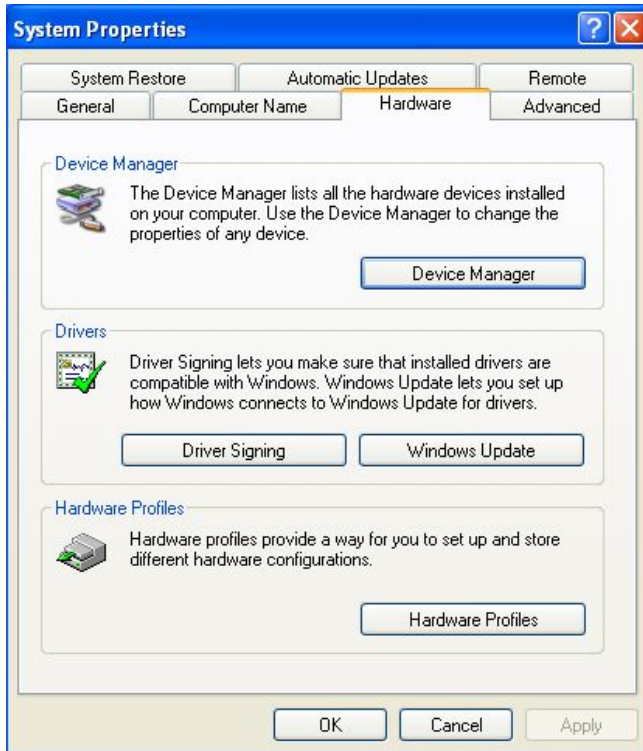 System Properties
System Restore Automatic Updates Remote
General Computer Name Hardware Advanced
Device Manager
The Device Manager lists all the hardware devices installed
on your computer. Use the Device Manager to change the
properties of any device.
Device Manager
Drivers
Driver Signing lets you make sure that installed drivers are
compatible with Windows. Windows Update lets you set up
how Windows connects to Windows Update for drivers.
Driver Signing Windows Update
Hardware Profiles
Hardware profiles provide a way for you to set up and store
different hardware configurations.
Hardware Profiles
OK Cancel Apply